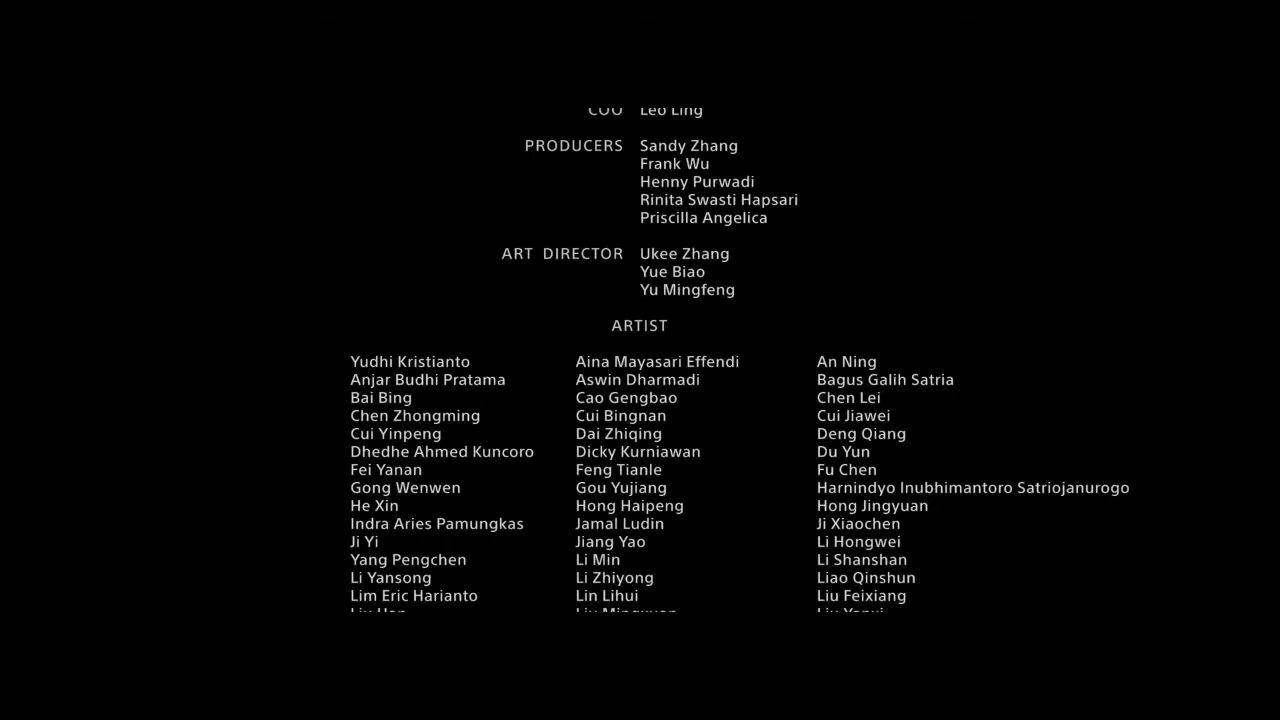 COO Leo Ling
PRODUCERS Sandy Zhang
Frank Wu
Henny Purwadi
Rinita Swasti Hapsari
Priscilla Angelica
ART DIRECTOR Ukee Zhang
Yue Biao
Yu Mingfeng
ARTIST
Yudhi Kristianto Aina Mayasari Effendi An Ning
Anjar Budhi Pratama Aswin Dharmadi Bagus Galih Satria
Bai Bing Cao Gengbao Chen Lei
Chen Zhongming Cui Bingnan Cui Jiawei
Cui Yinpeng Dai Zhiqing Deng Qiang
Dhedhe Ahmed Kuncoro Dicky Kurniawan Du Yun
Fei Yanan Feng Tianle Fu Chen
Gong Wenwen Gou Yujiang Harnindyo Inubhimantoro Satriojanurogo
He Xin Hong Haipeng Hong Jingyuan
Indra Aries Pamungkas Jamal Ludin Ji Xiaochen
Ji Yi Jiang Yao Li Hongwei
Yang Pengchen Li Min Li Shanshan
Li Yansong Li Zhiyong Liao Qinshun
Lim Eric Harianto Lin Lihui Liu Feixiang